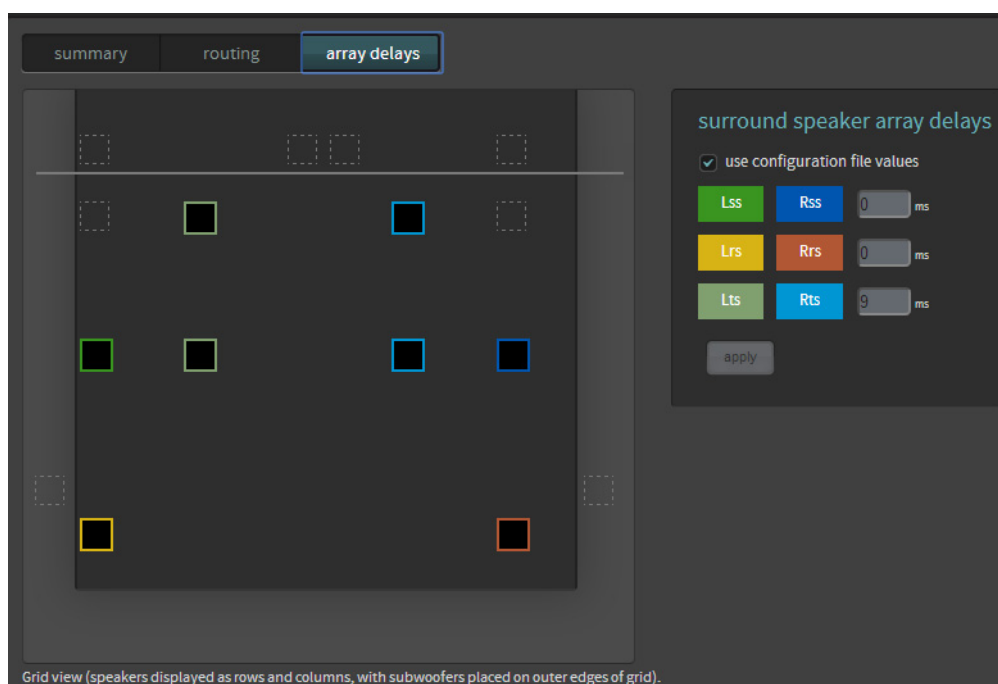 summary routing array delays
surround speaker array delays
use configuration file values
Lss Rss 0 ms
Lrs Rrs 0 ms
Lts Rts 9 ms
apply
Grid view (speakers displayed as rows and columns, with subwoofers placed on outer edges of grid).